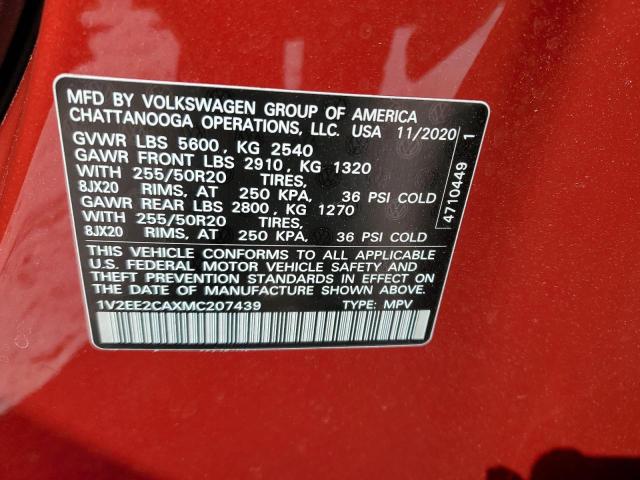 MFD BY VOLKSWAGEN GROUP OF AMERICA
CHATTANOOGA OPERATIONS, LLC. USA 11/2020
GVWR LBS 5600, KG 2540
GAWR FRONT LBS 2910, KG 1320
WITH 255/50R20 TIRES,
8JX20 RIMS, AT 250 KPA, 36 PSI COLD
GAWR REAR LBS 2800, KG 1270
WITH 255/50R20 TIRES,
8JX20 RIMS, AT 250 KPA, 36 PSI COLD
THIS VEHICLE CONFORMS TO ALL APPLICABLE
U.S. FEDERAL MOTOR VEHICLE SAFETY AND
THEFT PREVENTION STANDARDS IN EFFECT ON
THE DATE OF MANUFACTURE SHOWN ABOVE.
1V2EE2CAXMC207439 TYPE: MPV
4710449 1